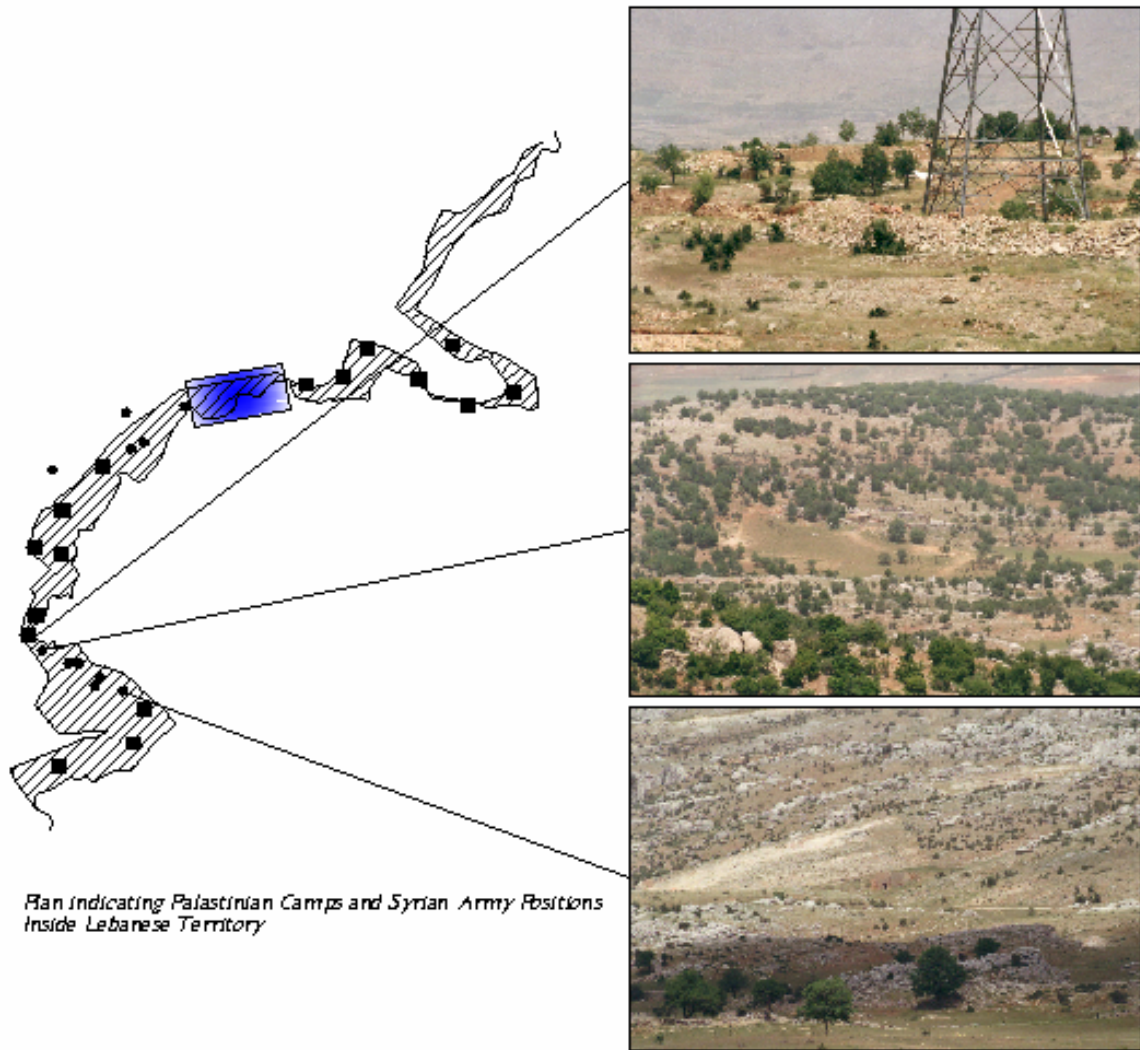 Plan indicating Palastinian Camps and Syrian Army Positions
Inside Lebanese Territory